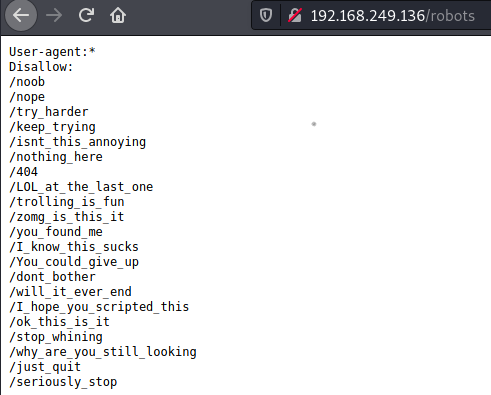 192.168.249.136/robots
User-agent:*
Disallow:
/noob
/nope
/try_harder
/keep_trying
/isnt_this_annoying
/nothing_here
/404
/LOL_at_the_last_one
/trolling_is_fun
/zomg_is_this_it
/you_found_me
/I_know_this_sucks
/You_could_give_up
/dont_bother
/will_it_ever_end
/I_hope_you_scripted_this
/ok_this_is_it
/stop_whining
/why_are_you_still_looking
/just_quit
/seriously_stop